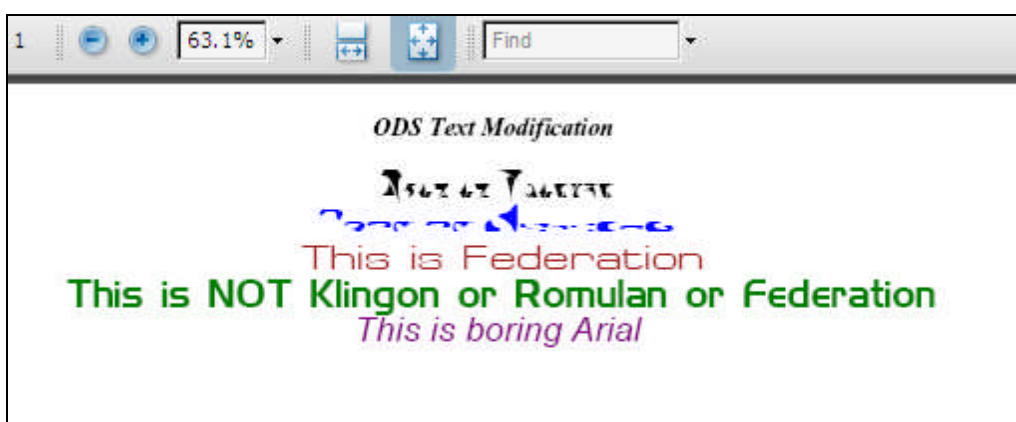 1 63.1% Find
ODS Text Modification
This is Federation
This is NOT Klingon or Romulan or Federation
This is boring Arial